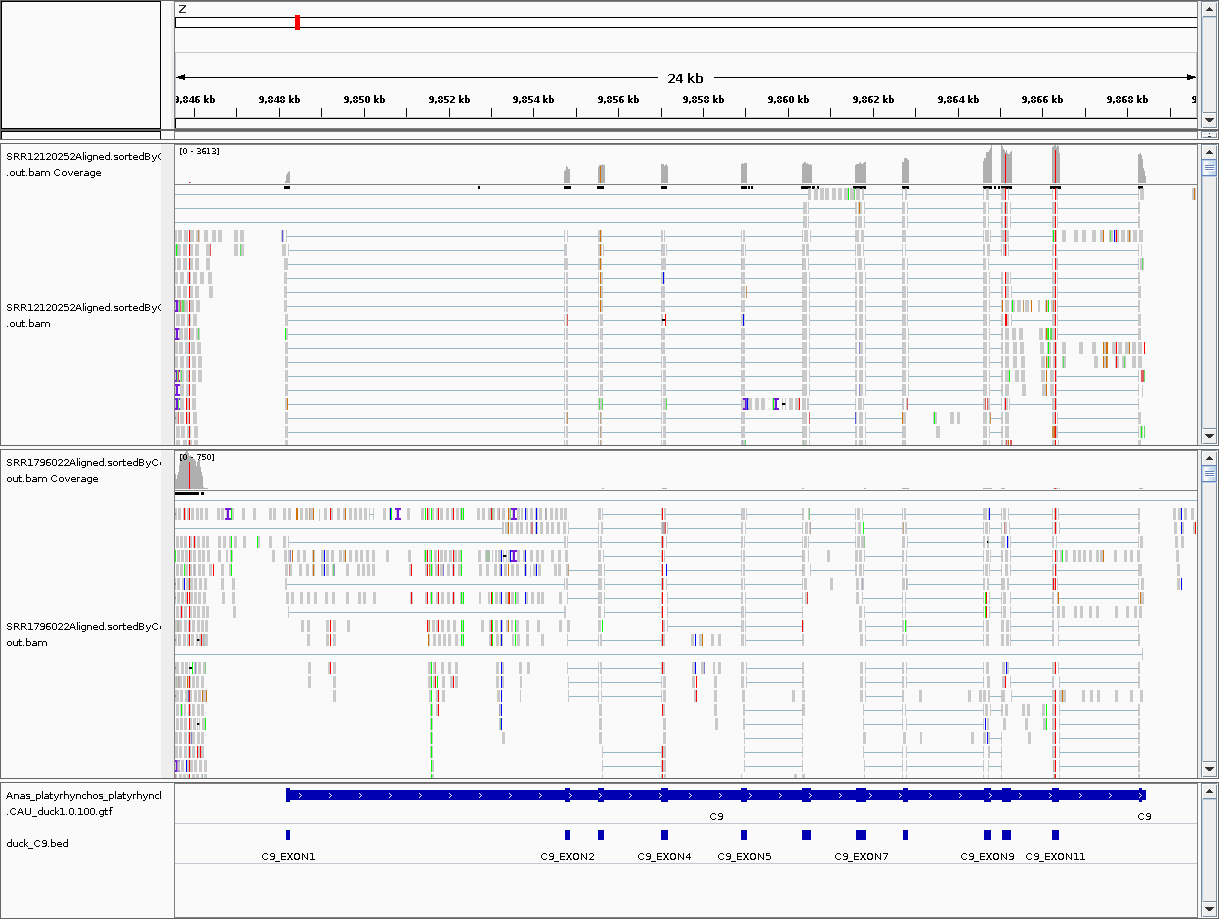 Z
24 kb
9,846 kb 9,848 kb 9,850 kb 9,852 kb 9,854 kb 9,856 kb 9,858 kb 9,860 kb 9,862 kb 9,864 kb 9,866 kb 9,868 kb 9
SRR12120252Aligned.sortedByC
.out.bam Coverage
[0 - 3613]
SRR12120252Aligned.sortedByC
.out.bam
SRR1796022Aligned.sortedByCo
out.bam Coverage
[0 - 750]
SRR1796022Aligned.sortedByCo
out.bam
Anas_platyrhynchos_platyrhyncl
.CAU_duck1.0.100.gtf
C9 C9
duck_C9.bed
C9_EXON1 C9_EXON2 C9_EXON4 C9_EXON5 C9_EXON7 C9_EXON9 C9_EXON11